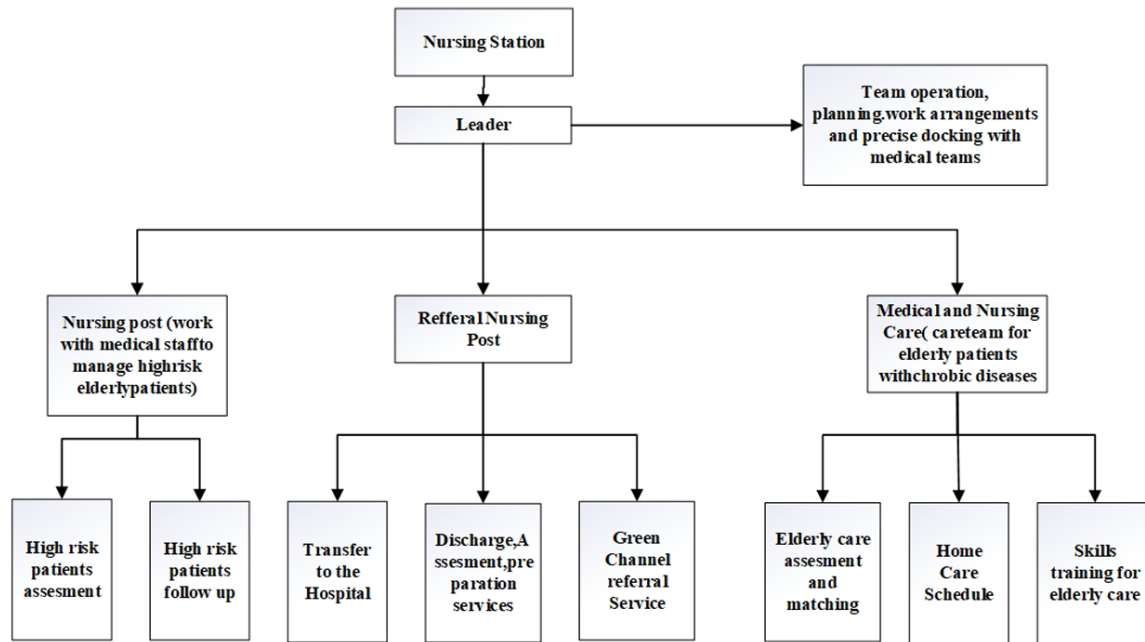 Nursing Station
Leader
Team operation,
planning.work arrangements
and precise docking with
medical teams
Nursing post (work
with medical staffto
manage highrisk
elderlypatients)
Refferal Nursing
Post
Medical and Nursing
Care( careteam for
elderly patients
withchrobic diseases
High risk
patients
assesment
High risk
patients
follow up
Transfer
to the
Hospital
Discharge,A
ssesment,pre
paration
services
Green
Channel
referral
Service
Elderly care
assesment
and
matching
Home
Care
Schedule
Skills
training for
elderly care